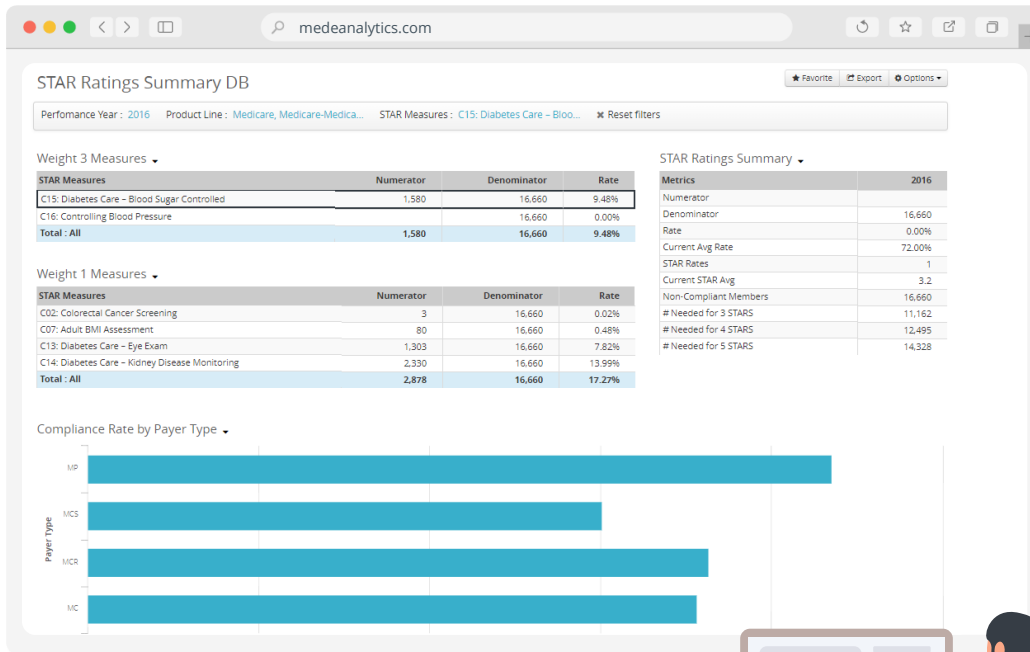 medeanalytics.com
STAR Ratings Summary DB
Favorite Export Options
Perfomance Year : 2016 Product Line : Medicare, Medicare-Medica... STAR Measures : C15: Diabetes Care – Bloo... Reset filters
Weight 3 Measures
STAR Measures Numerator Denominator Rate
C15: Diabetes Care – Blood Sugar Controlled 1,580 16,660 9.48%
C16: Controlling Blood Pressure 16,660 0.00%
Total : All 1,580 16,660 9.48%
Weight 1 Measures
STAR Measures Numerator Denominator Rate
C02: Colorectal Cancer Screening 3 16,660 0.02%
C07: Adult BMI Assessment 80 16,660 0.48%
C13: Diabetes Care – Eye Exam 1,303 16,660 7.82%
C14: Diabetes Care – Kidney Disease Monitoring 2,330 16,660 13.99%
Total : All 2,878 16,660 17.27%
STAR Ratings Summary
Metrics 2016
Numerator
Denominator 16,660
Rate 0.00%
Current Avg Rate 72.00%
STAR Rates 1
Current STAR Avg 3.2
Non-Compliant Members 16,660
# Needed for 3 STARS 11,162
# Needed for 4 STARS 12,495
# Needed for 5 STARS 14,328
Compliance Rate by Payer Type
Payer Type
MP
MCS
MCR
MC